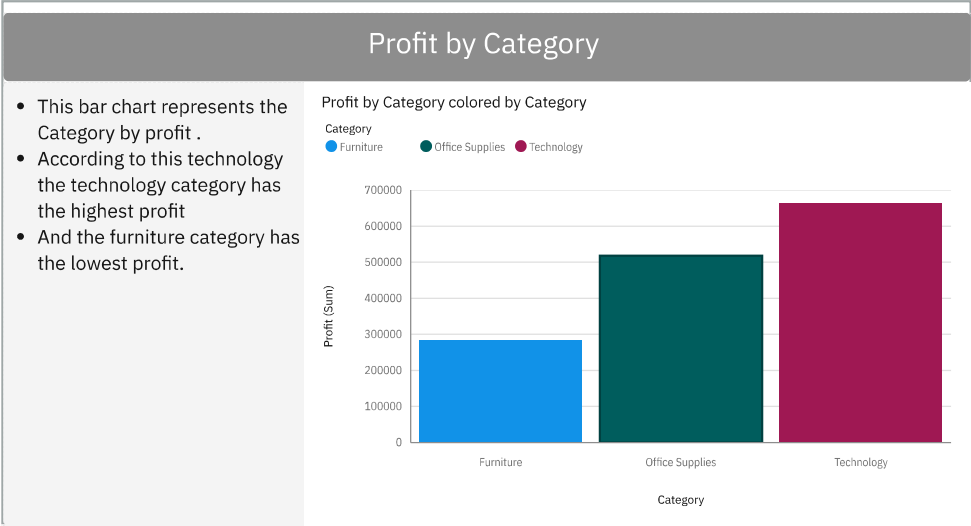 Profit by Category
• This bar chart represents the
Category by profit .
• According to this technology
the technology category has
the highest profit
• And the furniture category has
the lowest profit.
Profit by Category colored by Category
Category
Furniture Office Supplies Technology
Profit (Sum)
700000
600000
500000
400000
300000
200000
100000
0
Furniture Office Supplies Technology
Category